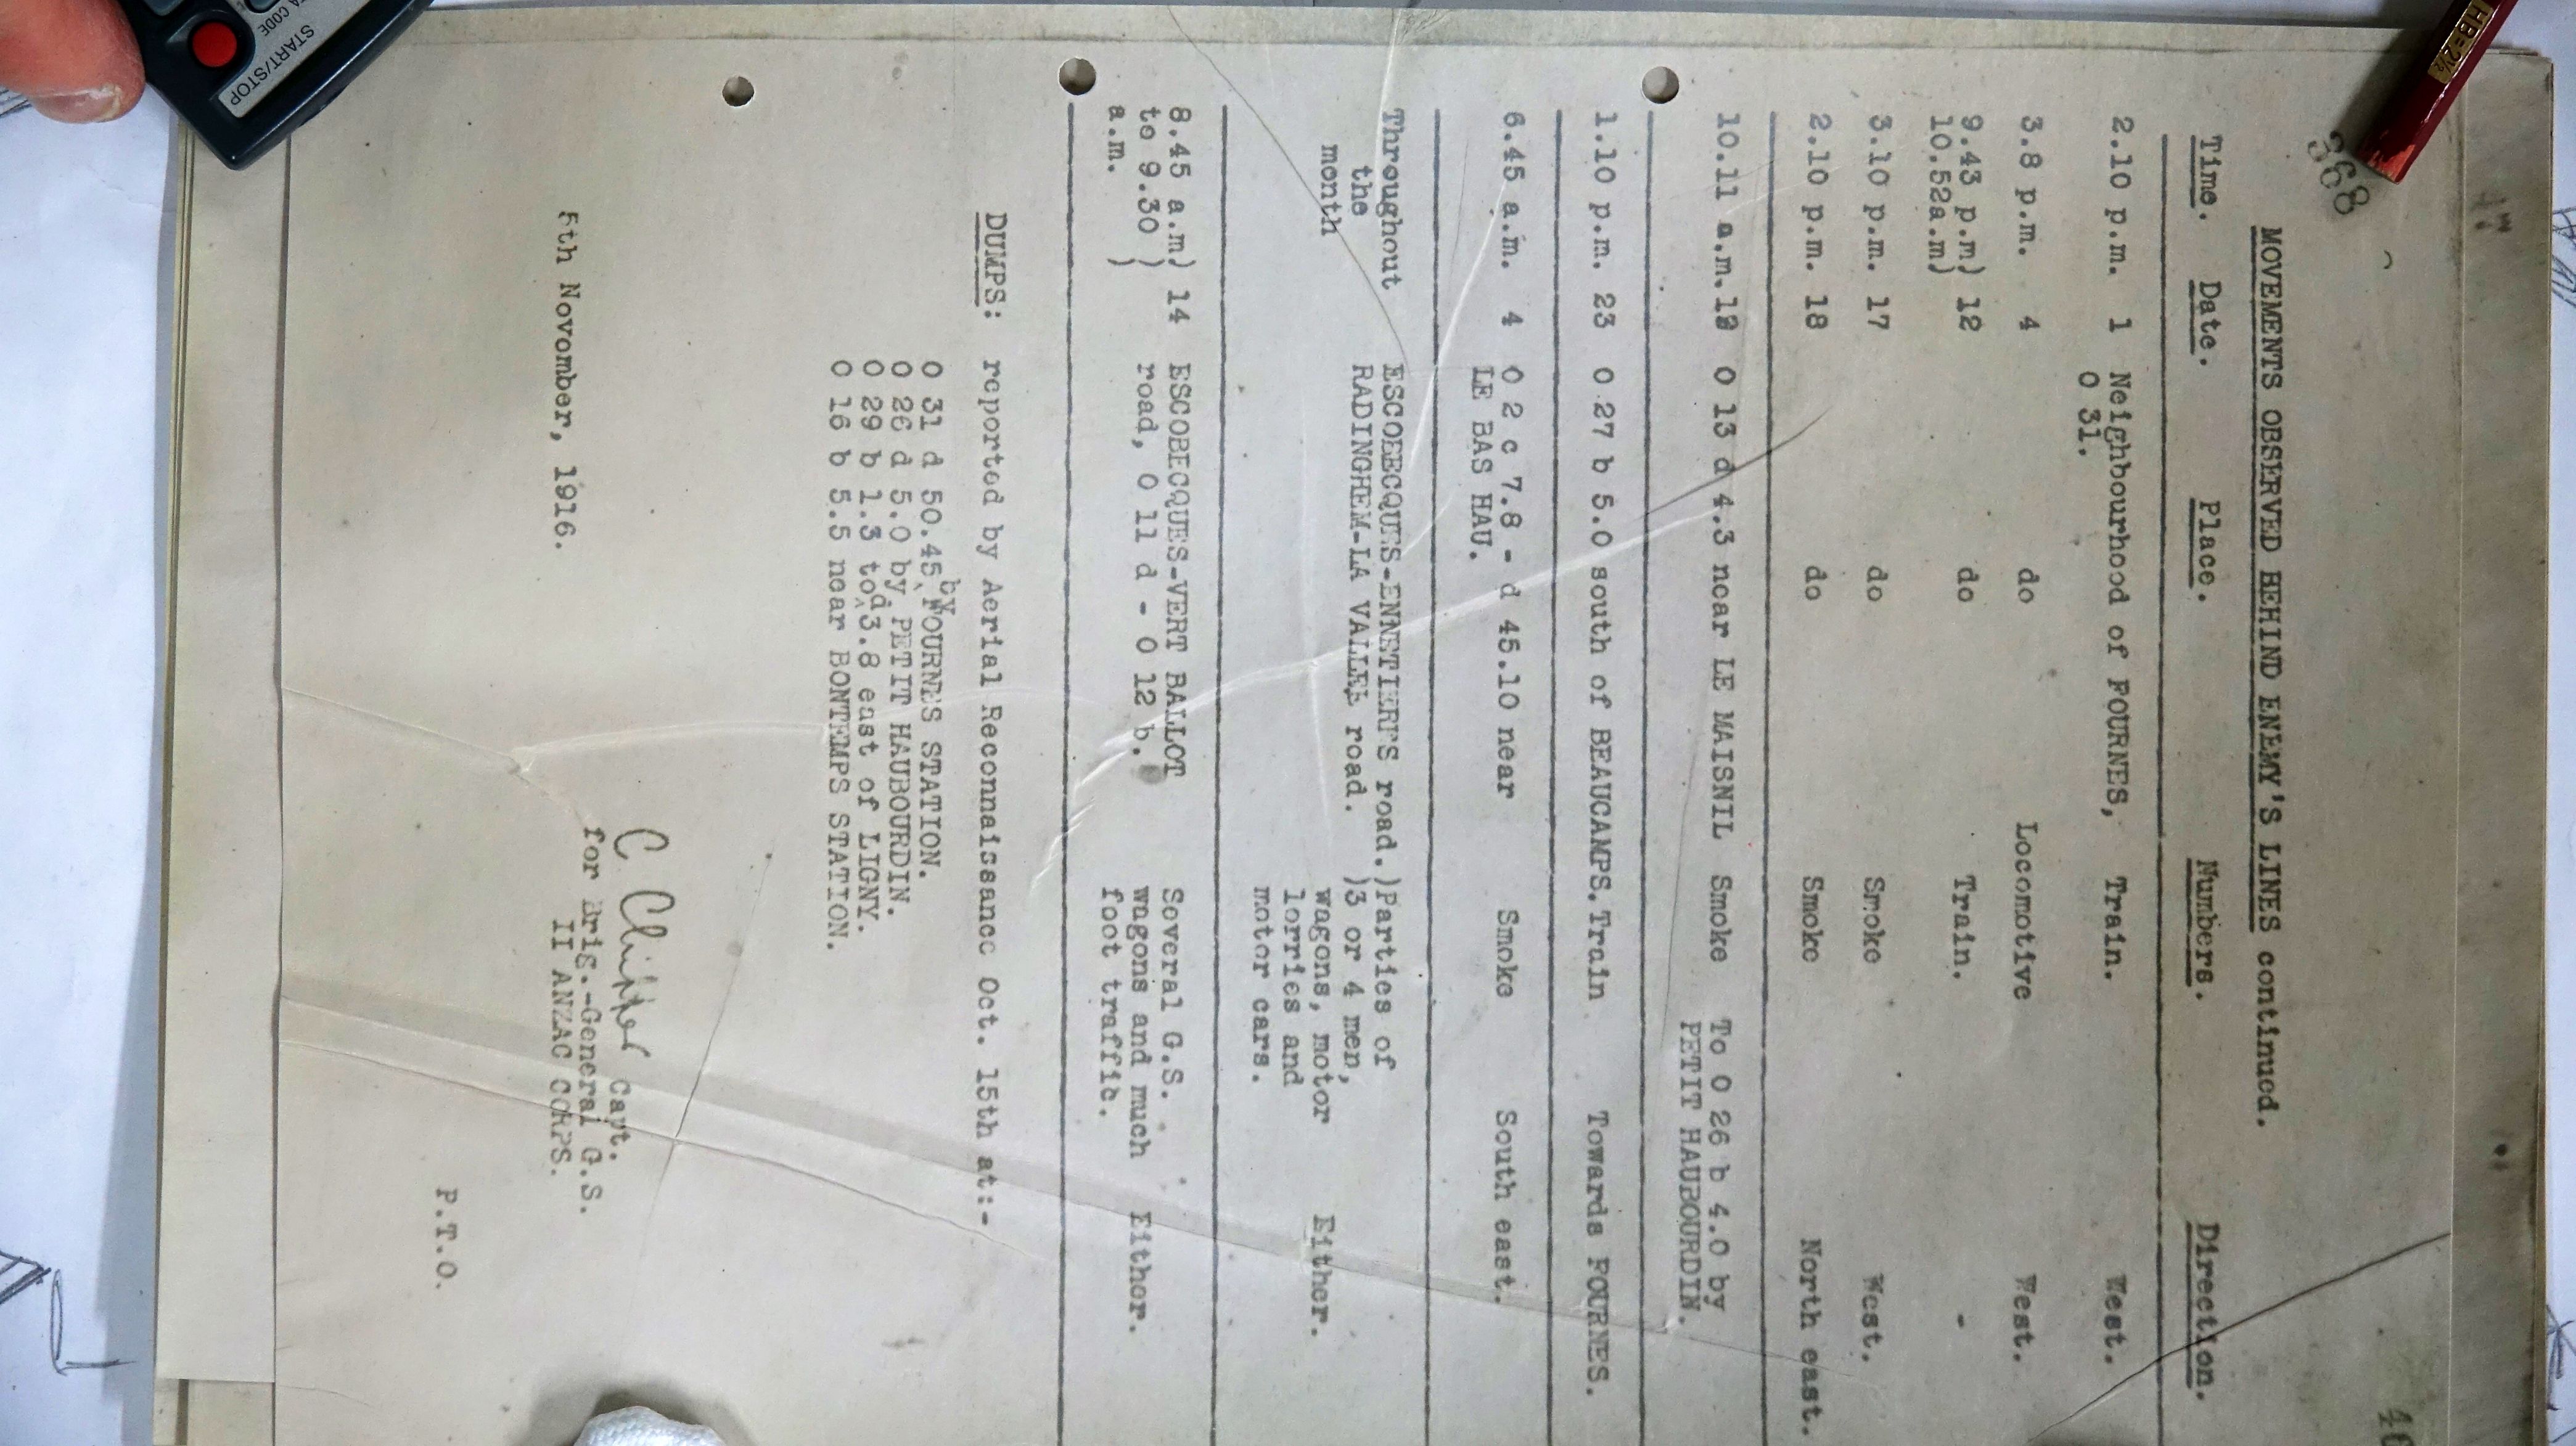 368
MOVEMENTS OBSERVED BEHIND ENEMY'S LINES continued.
Time. Date. Place. Numbers. Direction.
2.10 p.m. 1 Neighbourhood of FOURNES, Train. West.
O 31.
3.8 p.m. 4 do Locomotive West.
9.43 p.m) 12 do Train. -
10.52a.m)
3.10 p.m. 17 do Smoke West.
2.10 p.m. 18 do Smoke North east.
10.11 a.m. O 13 d 4.3 near LE MAISNIL Smoke To O 26 b 4.0 by
PETIT HAUBOURDIN.
1.10 p.m. 23 O 27 b 5.0 south of BEAUCAMPS. Train Towards FOURNES.
6.45 a.m. 4 O 2 c 7.8 - d 45.10 near Smoke South east.
LE BAS HAU.
Throughout ESCOBECQUES-ENNETIERES road.)Parties of
the RADINGHEM-LA VALLEE road. )3 or 4 men,
month wagons, motor Either.
lorries and
motor cars.
8.45 a.m.) 14 ESCOBECQUES-VERT BALLOT Several G.S.
to 9.30 ) road, O 11 d - O 12 b. wagons and much Either.
a.m. ) foot traffic.
DUMPS: reported by Aerial Reconnaissance Oct. 15th at:-
O 31 d 50.45 by FOURNES STATION.
O 26 d 5.0 by PETIT HAUBOURDIN.
O 29 b 1.3 to d 3.8 east of LIGNY.
O 16 b 5.5 near BONTEMPS STATION.
Capt.
for Brig.-General G.S.
5th November, 1916. II ANZAC CORPS.
P.T.O.
START/STOP
CODE
HB=2½